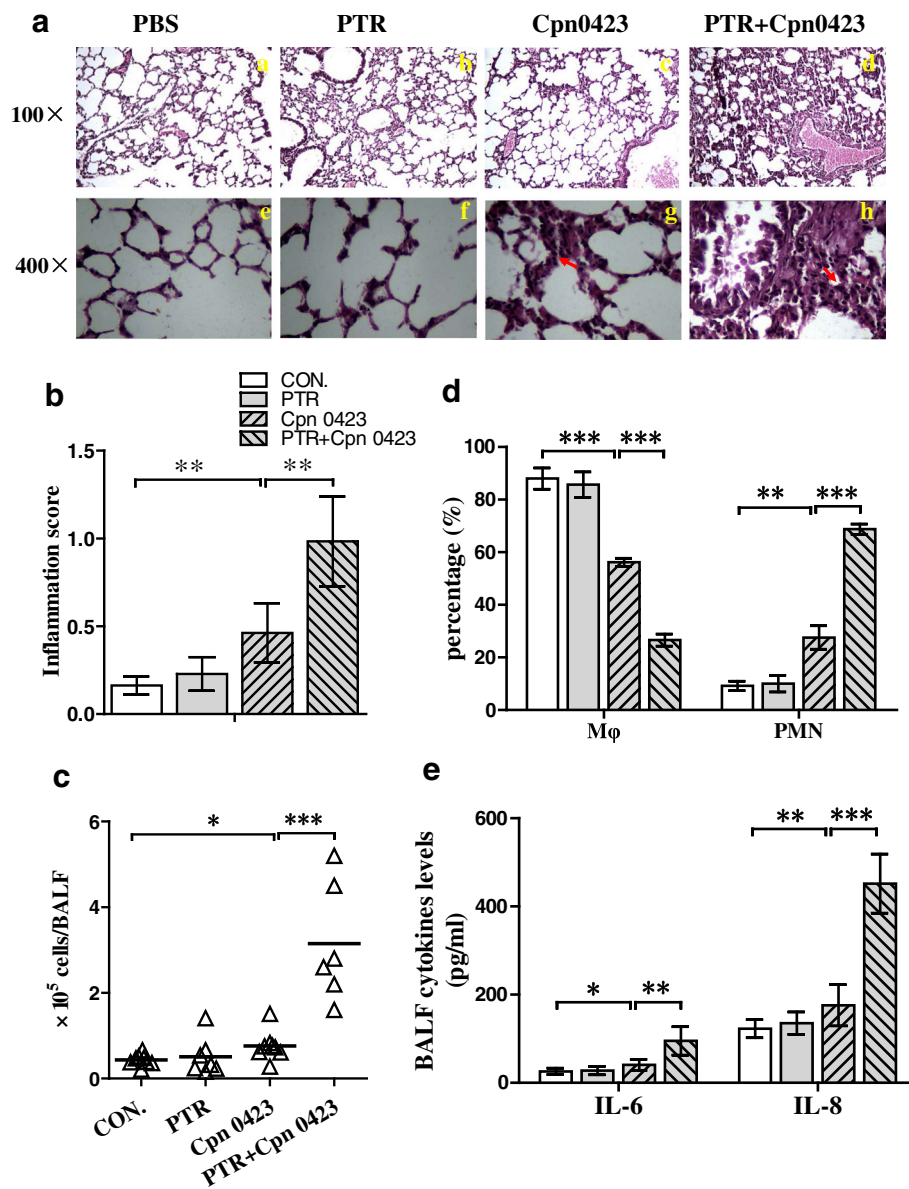 a PBS PTR Cpn0423 PTR+Cpn0423
100×
a b c d
400×
e f g h
b
CON.
PTR
Cpn 0423
PTR+Cpn 0423
Inflammation score
1.5
1.0
0.5
0.0
** **
d
percentage (%)
100
80
60
40
20
0
*** ***
** ***
Mφ PMN
c
× 10⁵ cells/BALF
6
4
2
0
* ***
CON. PTR Cpn 0423 PTR+Cpn 0423
e
BALF cytokines levels
(pg/ml)
600
400
200
0
* **
** ***
IL-6 IL-8